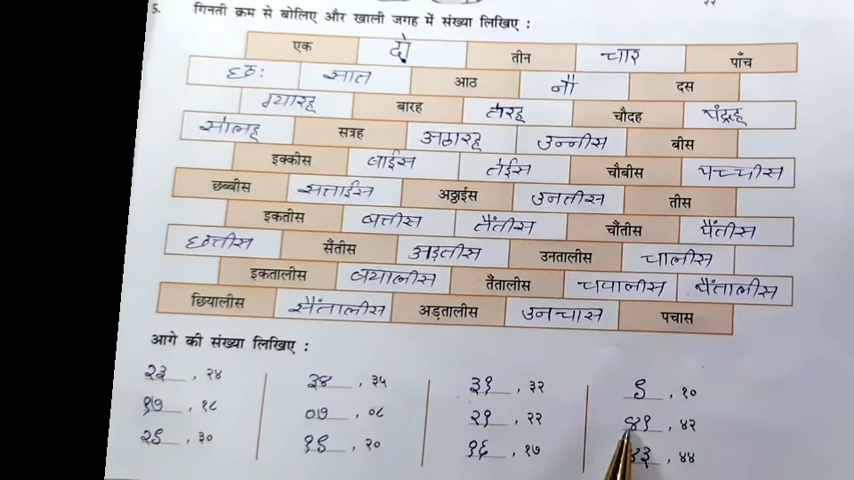 5. गिनती क्रम से बोलिए और खाली जगह में संख्या लिखिए :
एक दो तीन चार पाँच
छः सात आठ नौ दस
ग्यारह बारह तेरह चौदह पंद्रह
सोलह सत्रह अठारह उन्नीस बीस
इक्कीस बाईस तेईस चौबीस पच्चीस
छब्बीस सत्ताईस अठ्ठाईस उनतीस तीस
इकतीस बत्तीस तैंतीस चौंतीस पैंतीस
छत्तीस सैंतीस अड़तीस उनतालीस चालीस
इकतालीस बयालीस तैंतालीस चवालीस पैंतालीस
छियालीस सैंतालीस अड़तालीस उनचास पचास
आगे की संख्या लिखिए :
२३ , २४ ३४ , ३५ ३१ , ३२ ९ , १०
१७ , १८ ०७ , ०८ २१ , २२ ४१ , ४२
२९ , ३० १९ , २० १६ , १७ ४३ , ४४